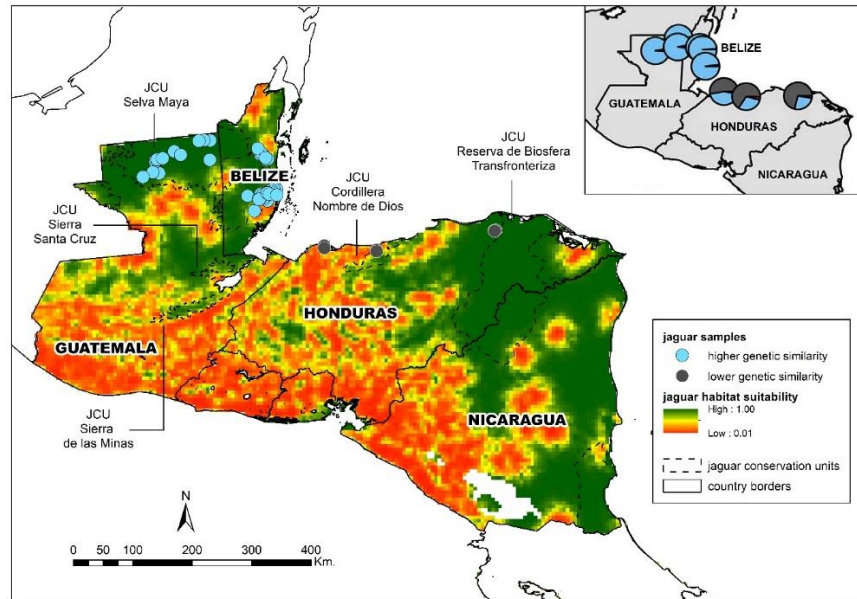 BELIZE
GUATEMALA
HONDURAS
NICARAGUA
JCU
Selva Maya
JCU
Reserva de Biosfera
Transfronteriza
JCU
Cordillera
Nombre de Dios
BELIZE
JCU
Sierra
Santa Cruz
HONDURAS
GUATEMALA
NICARAGUA
JCU
Sierra
de las Minas
jaguar samples
higher genetic similarity
lower genetic similarity
jaguar habitat suitability
High : 1.00
Low : 0.01
jaguar conservation units
country borders
N
0 50 100 200 300 400
Km.